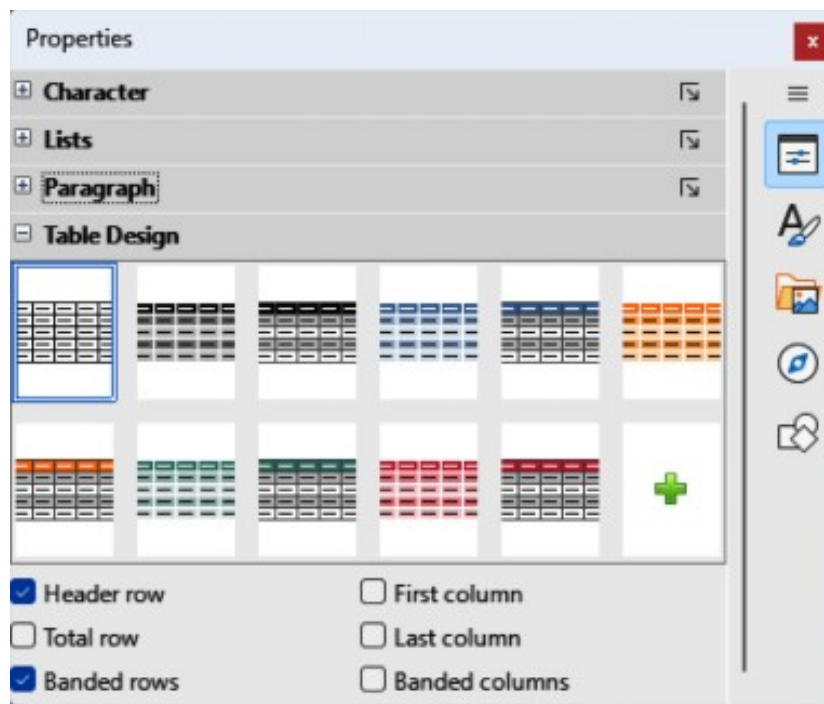 Properties
Character
Lists
Paragraph
Table Design
Header row First column
Total row Last column
Banded rows Banded columns